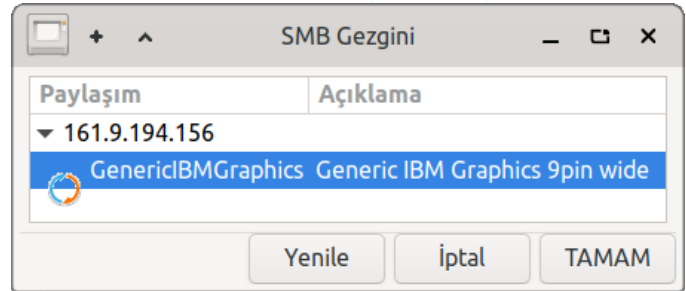 SMB Gezgini
Paylaşım Açıklama
161.9.194.156
GenericIBMGraphics Generic IBM Graphics 9pin wide
Yenile İptal TAMAM